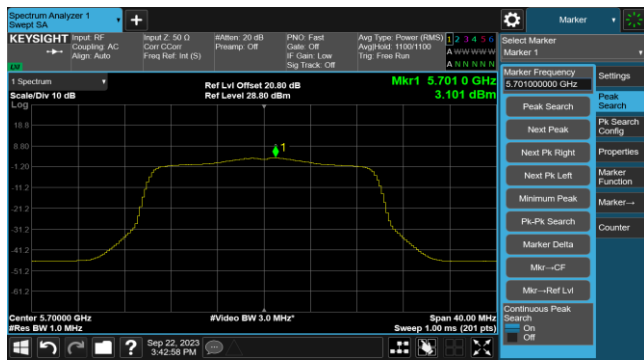 Spectrum Analyzer 1
Swept SA
Marker
KEYSIGHT
Input: RF
Coupling: AC
Align: Auto
Input Z: 50 Ω
Corr CCorr
Freq Ref: Int (S)
#Atten: 20 dB
Preamp: Off
PNO: Fast
Gate: Off
IF Gain: Low
Sig Track: Off
Avg Type: Power (RMS)
Avg|Hold: 1100/1100
Trig: Free Run
1 2 3 4 5 6
A W W W W W
A N N N N N
Select Marker
Marker 1
1 Spectrum
Scale/Div 10 dB
Ref Lvl Offset 20.80 dB
Ref Level 28.80 dBm
Mkr1 5.701 0 GHz
3.101 dBm
Log
18.8
8.80
-1.20
-11.2
-21.2
-31.2
-41.2
-51.2
-61.2
1
Center 5.70000 GHz
#Res BW 1.0 MHz
#Video BW 3.0 MHz*
Span 40.00 MHz
Sweep 1.00 ms (201 pts)
Marker Frequency
5.701000000 GHz
Peak Search
Next Peak
Next Pk Right
Next Pk Left
Minimum Peak
Pk-Pk Search
Marker Delta
Mkr→CF
Mkr→Ref Lvl
Continuous Peak
Search
On
Off
Settings
Peak
Search
Pk Search
Config
Properties
Marker
Function
Marker→
Counter
?
Sep 22, 2023
3:42:58 PM